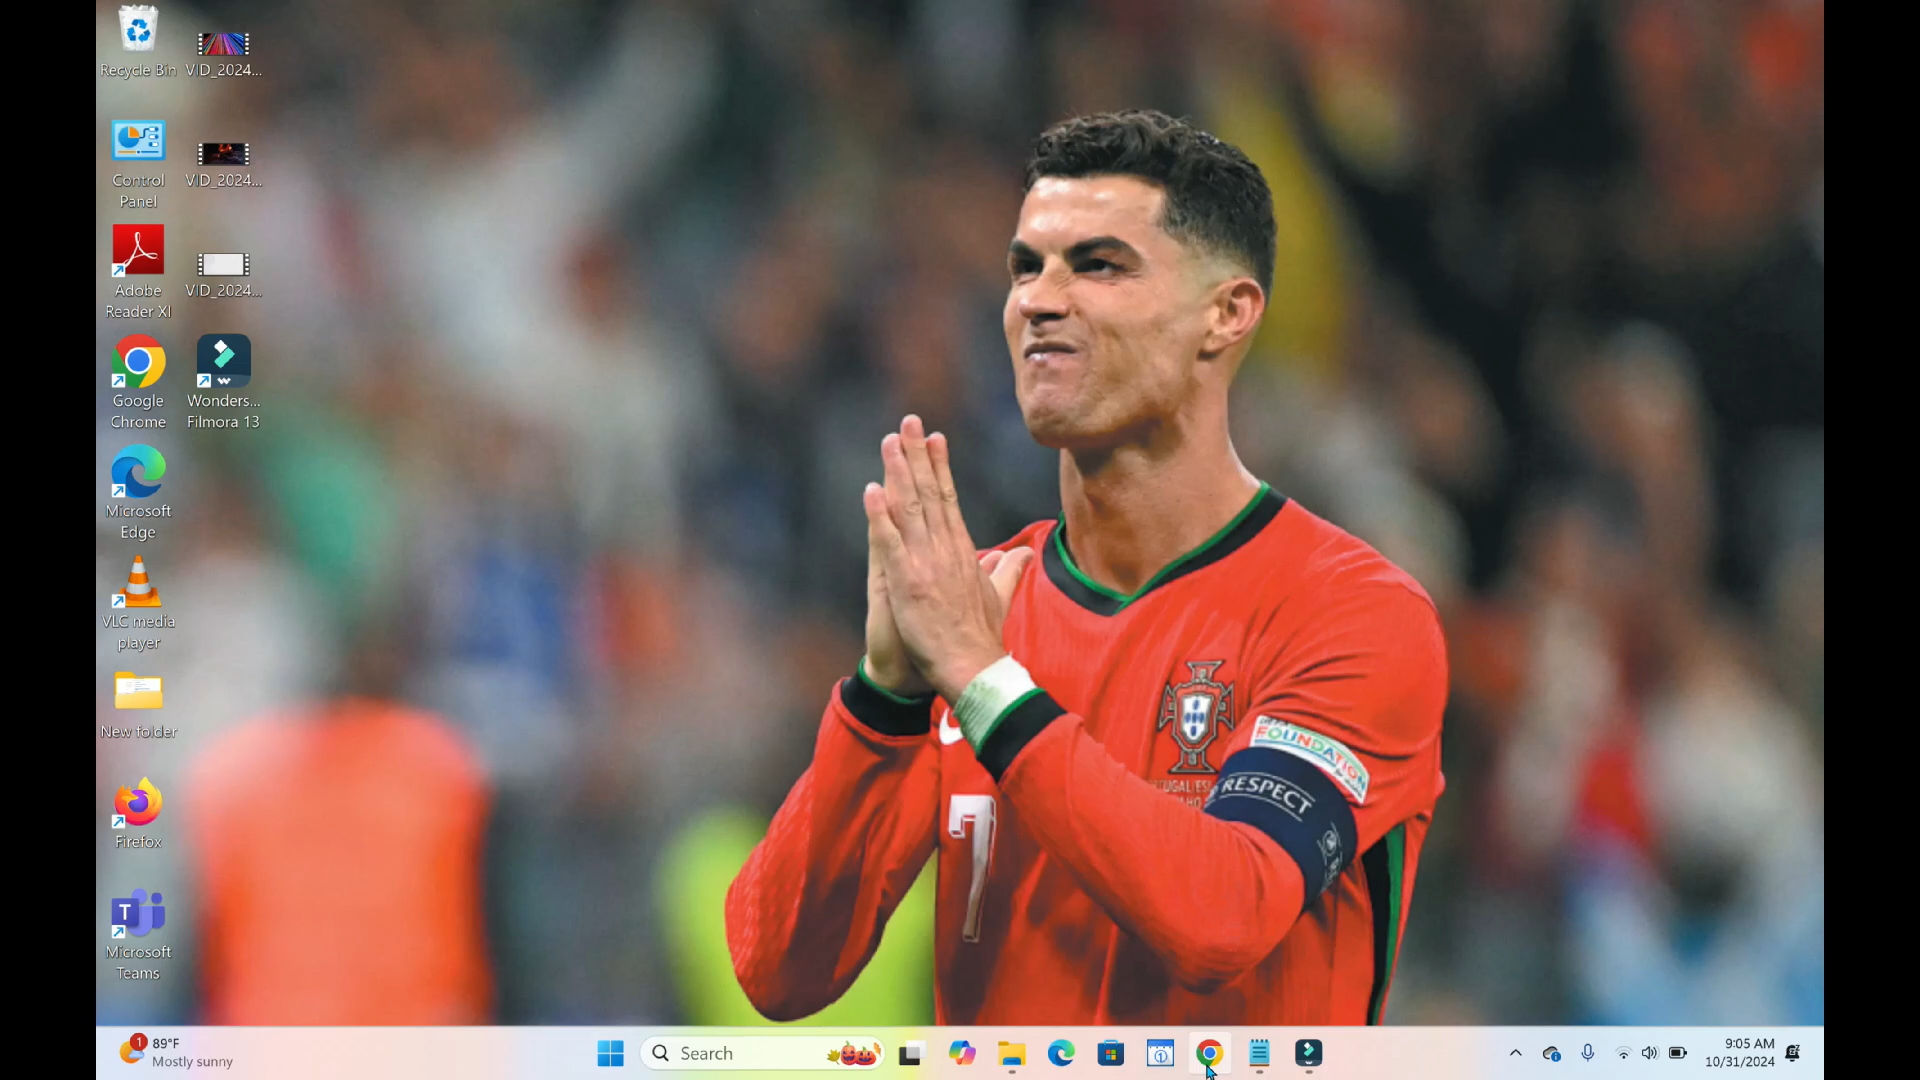 Recycle Bin
VID_2024...
Control
Panel
VID_2024...
Adobe
Reader XI
VID_2024...
Google
Chrome
Wonders...
Filmora 13
Microsoft
Edge
VLC media
player
New folder
Firefox
T
Microsoft
Teams
FOUNDATION
RESPECT
7
1
89°F
Mostly sunny
Search
9:05 AM
10/31/2024